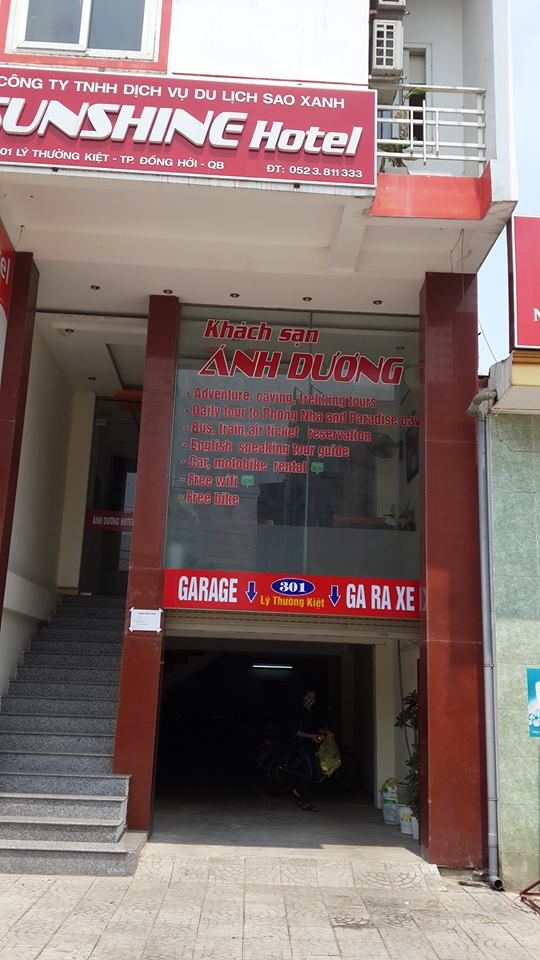 CÔNG TY TNHH DỊCH VỤ DU LỊCH SAO XANH
SUNSHINE Hotel
01 LÝ THƯỜNG KIỆT - TP. ĐỒNG HỚI - QB ĐT: 0523.811333
Khách sạn
ÁNH DƯƠNG
- Adventure, caving, trekking tours
- Daily tour to Phong Nha and Paradise cav
- Bus, train,air ticket reservation
- English speaking tour guide
- Car, motobike rental
- Free wifi
- Free bike
ÁNH DƯƠNG HOTEL
GARAGE 301 GA RA XE
Lý Thường Kiệt